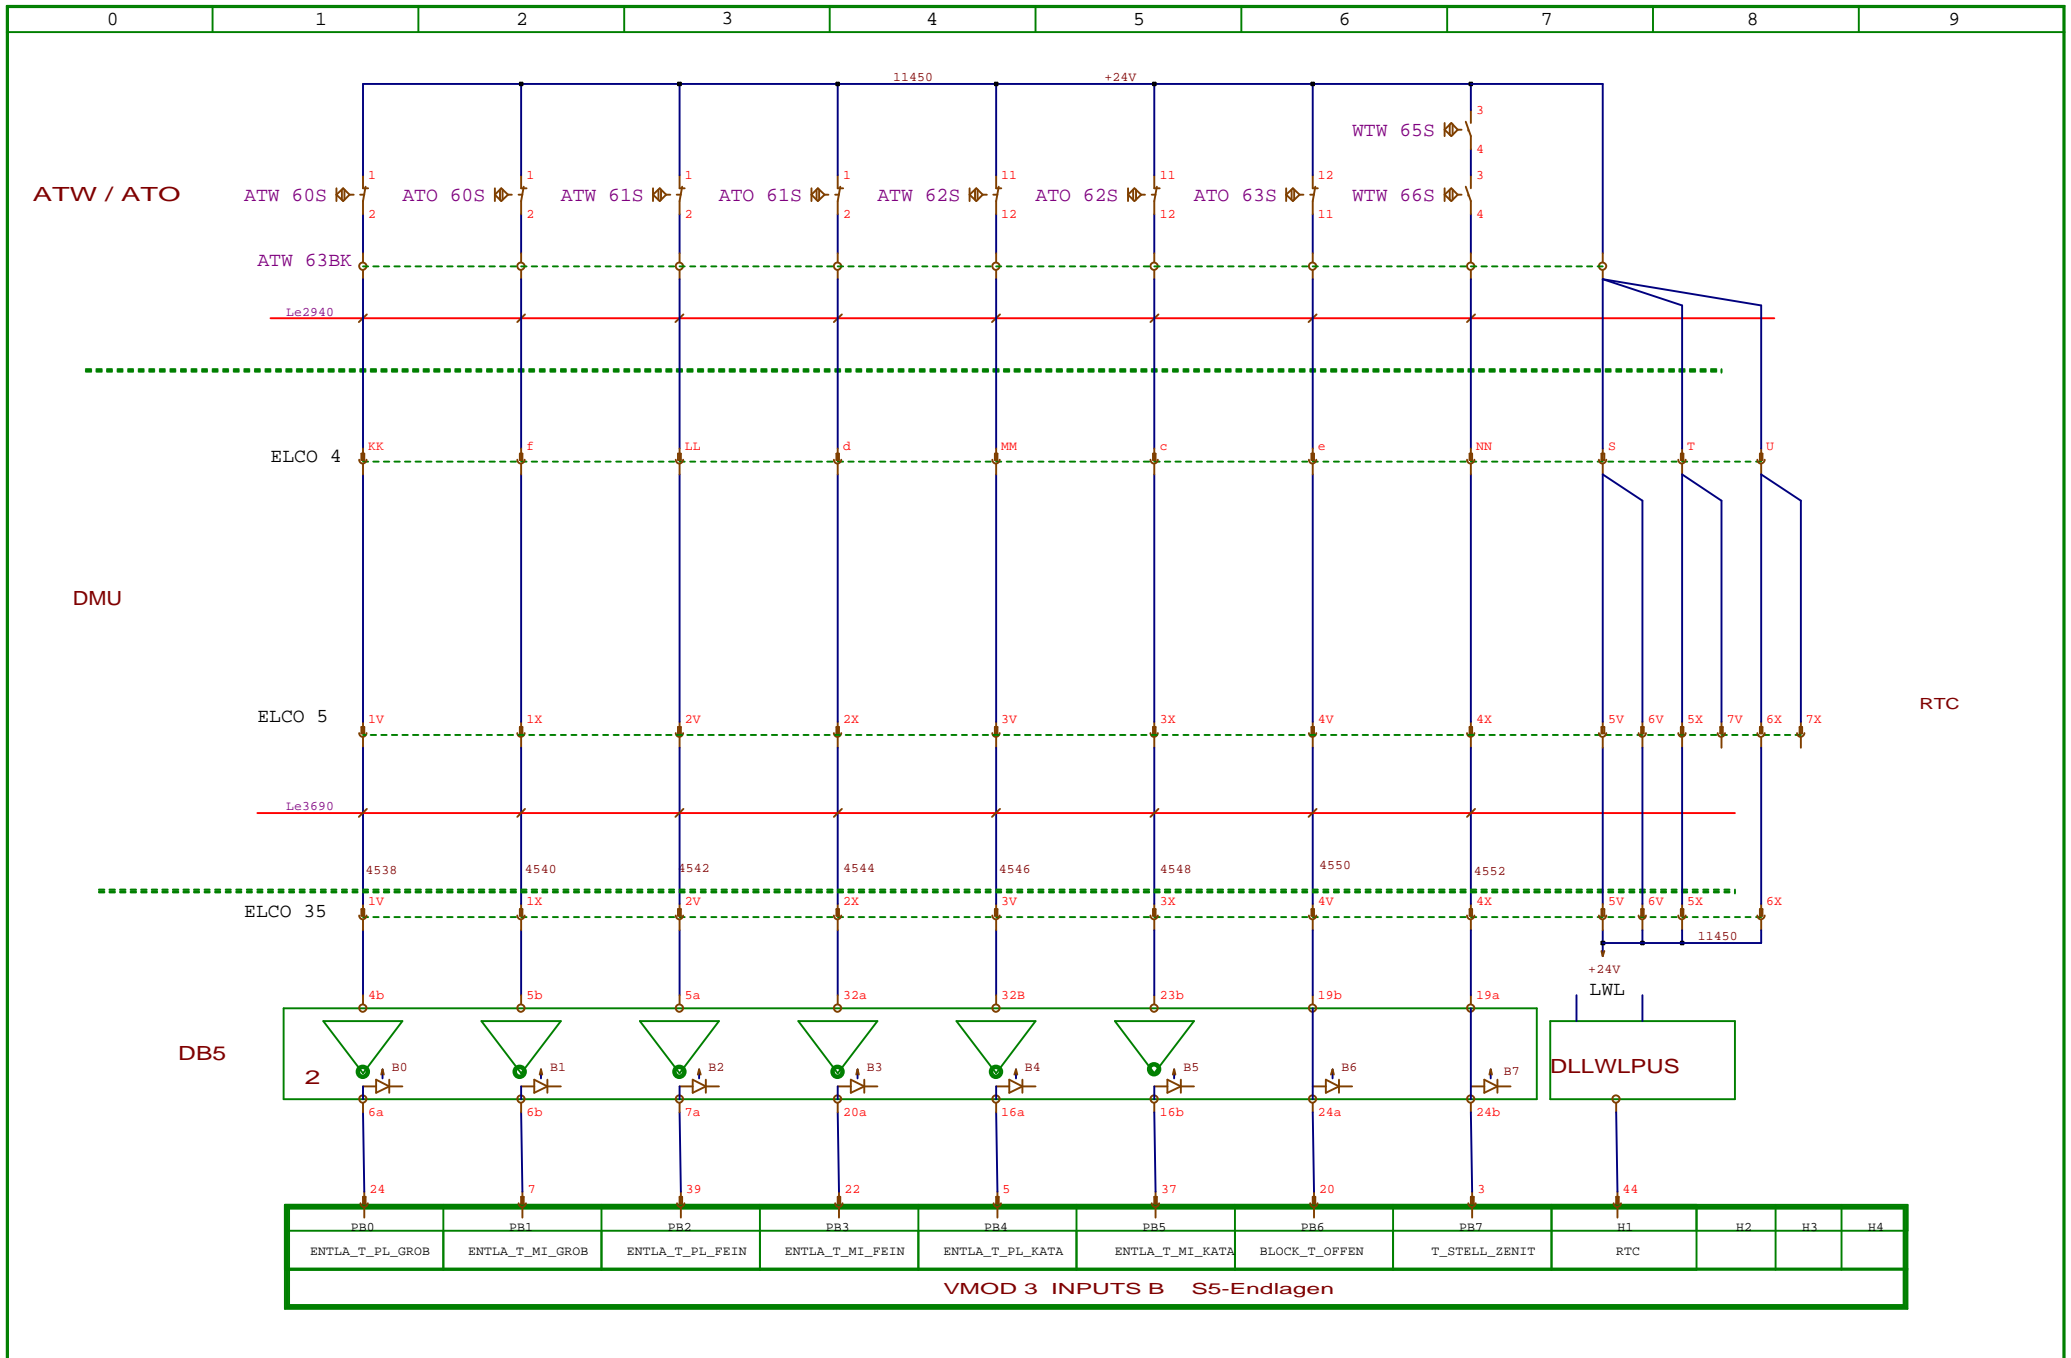 0 1 2 3 4 5 6 7 8 9
11450 +24V
3
WTW 65S
4
1 1 1 1 11 11 12 3
ATW / ATO ATW 60S ATO 60S ATW 61S ATO 61S ATW 62S ATO 62S ATO 63S WTW 66S
2 2 2 2 12 12 11 4
ATW 63BK
Le2940
KK f LL d MM c e NN S T U
ELCO 4
DMU
RTC
ELCO 5 1V 1X 2V 2X 3V 3X 4V 4X 5V 6V 5X 7V 6X 7X
Le3690
4538 4540 4542 4544 4546 4548 4550 4552
1V 1X 2V 2X 3V 3X 4V 4X 5V 6V 5X 6X
ELCO 35
11450
+24V
LWL
4b 5b 5a 32a 32B 23b 19b 19a
DB5
2 B0 B1 B2 B3 B4 B5 B6 B7 DLLWLPUS
6a 6b 7a 20a 16a 16b 24a 24b
24 7 39 22 5 37 20 3 44
PB0 PB1 PB2 PB3 PB4 PB5 PB6 PB7 H1 H2 H3 H4
ENTLA_T_PL_GROB ENTLA_T_MI_GROB ENTLA_T_PL_FEIN ENTLA_T_MI_FEIN ENTLA_T_PL_KATA ENTLA_T_MI_KATA BLOCK_T_OFFEN T_STELL_ZENIT RTC
VMOD 3 INPUTS B S5-Endlagen